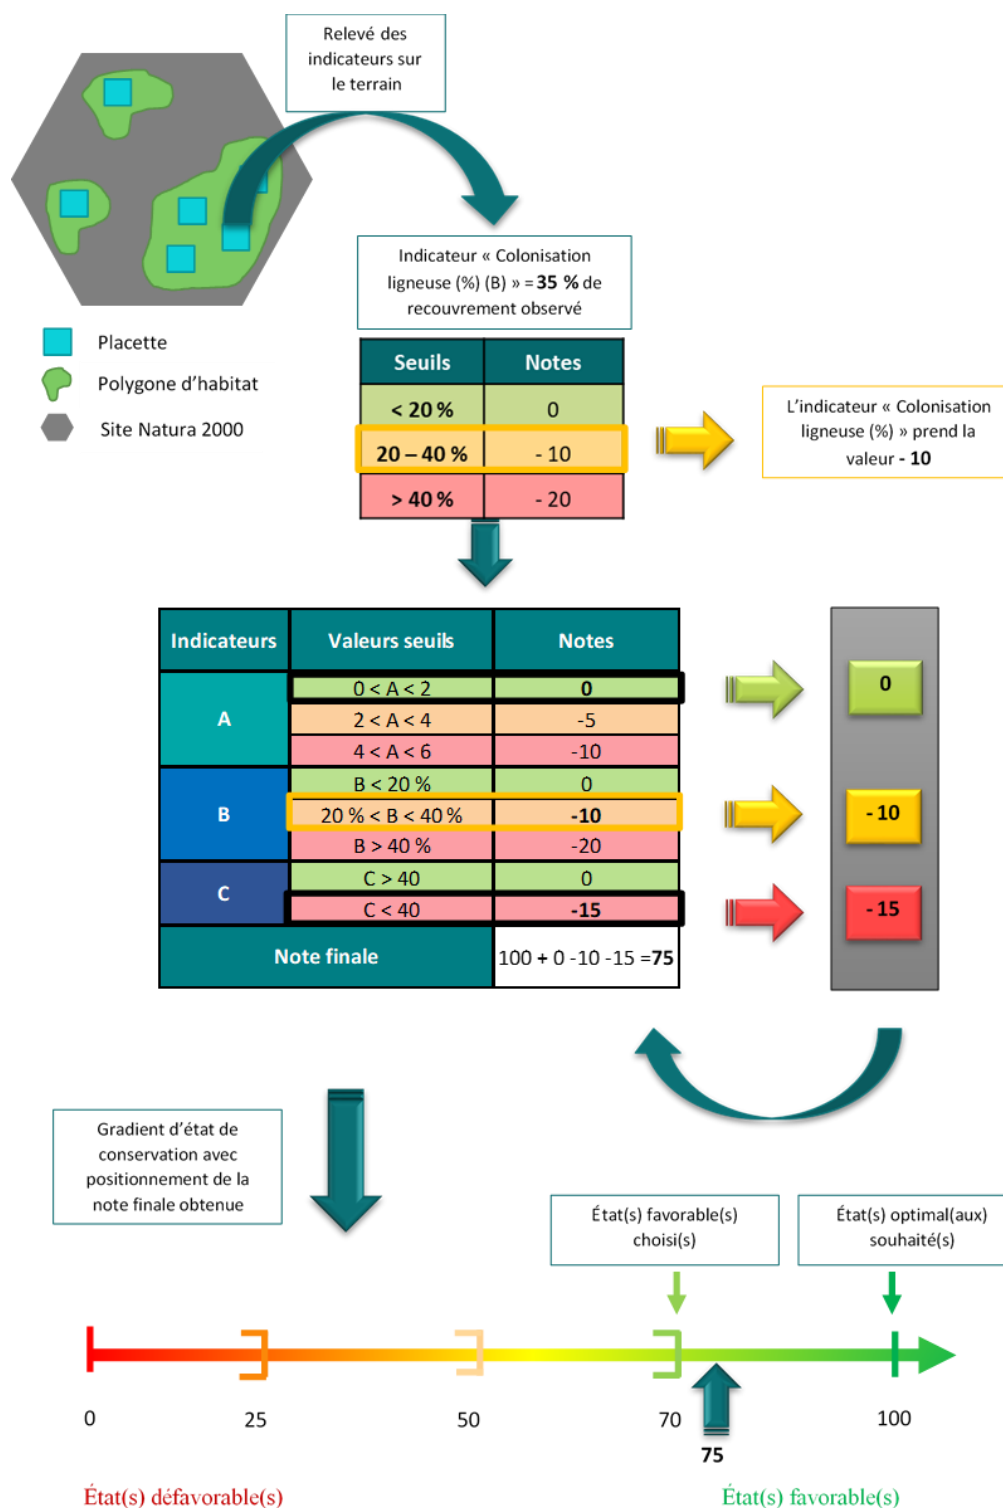 Relevé des
indicateurs sur
le terrain
Indicateur « Colonisation
ligneuse (%) (B) » = 35 % de
recouvrement observé
Placette
Polygone d’habitat
Site Natura 2000
Seuils Notes
< 20 % 0
20 – 40 % - 10
> 40 % - 20
L’indicateur « Colonisation
ligneuse (%) » prend la
valeur - 10
Indicateurs Valeurs seuils Notes
A
0 < A < 2 0
2 < A < 4 -5
4 < A < 6 -10
B
B < 20 % 0
20 % < B < 40 % -10
B > 40 % -20
C
C > 40 0
C < 40 -15
Note finale 100 + 0 -10 -15 =75
0
- 10
- 15
Gradient d’état de
conservation avec
positionnement de la
note finale obtenue
État(s) favorable(s)
choisi(s)
État(s) optimal(aux)
souhaité(s)
0 25 50 70 100
75
État(s) défavorable(s) État(s) favorable(s)